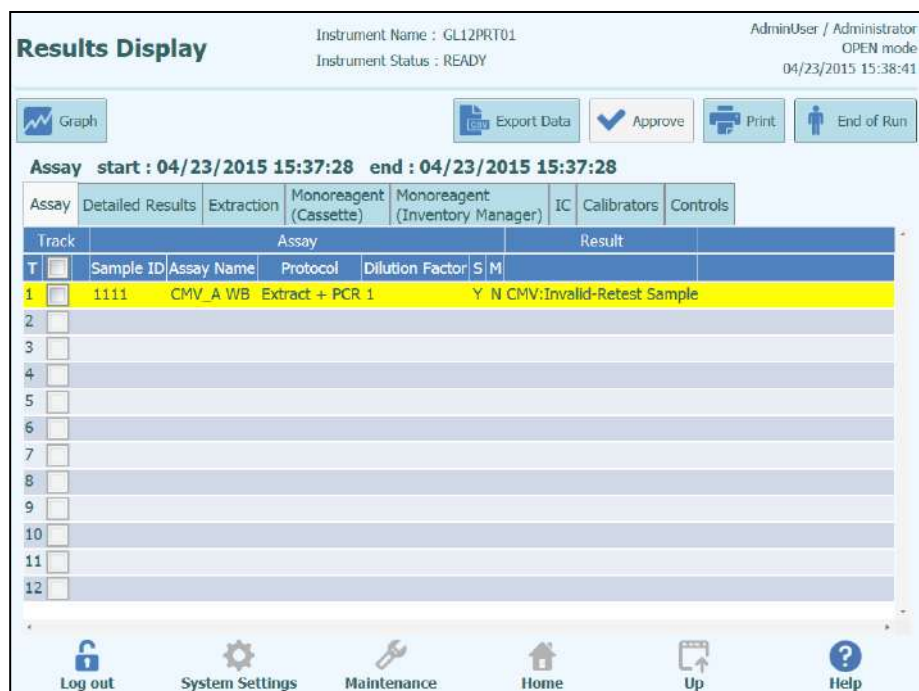 Results Display
Instrument Name : GL12PRT01
Instrument Status : READY
AdminUser / Administrator
OPEN mode
04/23/2015 15:38:41
Graph
CSV
Export Data
Approve
Print
End of Run
Assay start : 04/23/2015 15:37:28 end : 04/23/2015 15:37:28
Assay Detailed Results Extraction Monoreagent (Cassette) Monoreagent (Inventory Manager) IC Calibrators Controls
Track Assay Result
T Sample ID Assay Name Protocol Dilution Factor S M
1 1111 CMV_A WB Extract + PCR 1 Y N CMV:Invalid-Retest Sample
2
3
4
5
6
7
8
9
10
11
12
Log out System Settings Maintenance Home Up Help